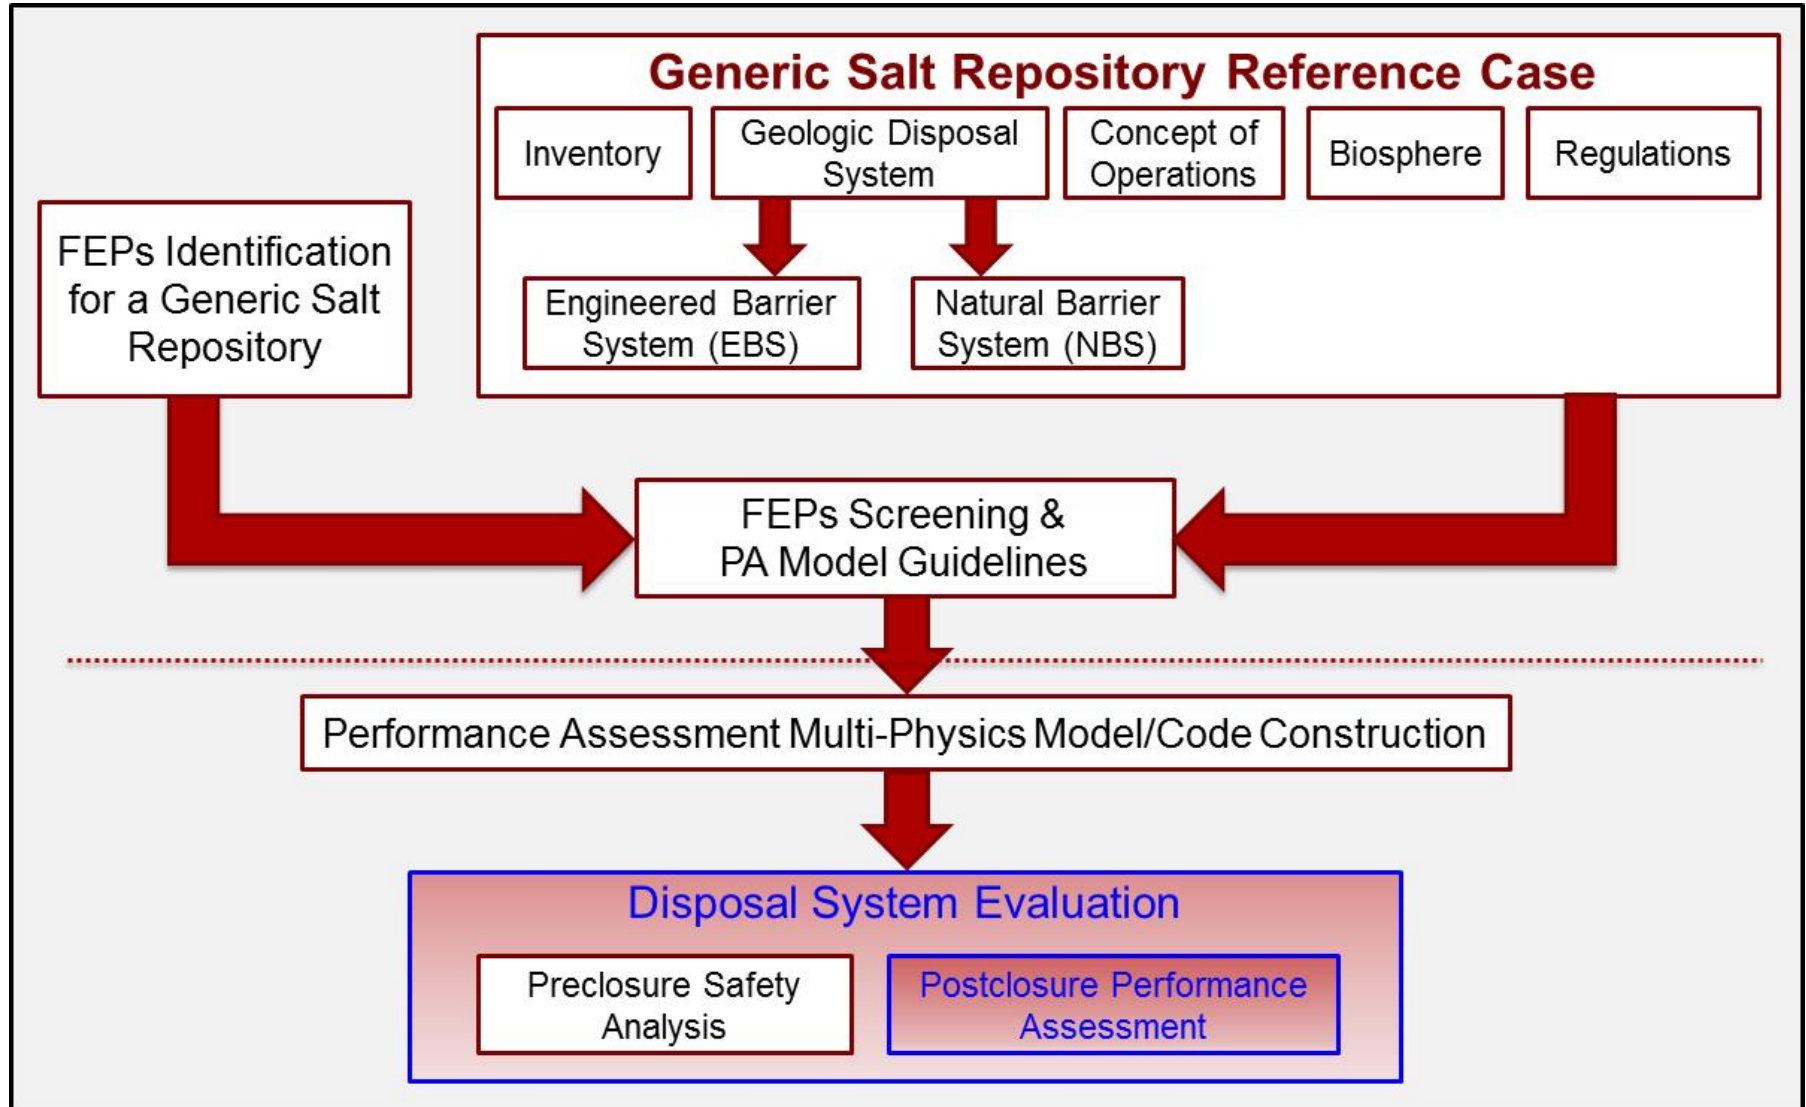 Generic Salt Repository Reference Case
Inventory
Geologic Disposal
System
Concept of
Operations
Biosphere
Regulations
Engineered Barrier
System (EBS)
Natural Barrier
System (NBS)
FEPs Identification
for a Generic Salt
Repository
FEPs Screening &
PA Model Guidelines
Performance Assessment Multi-Physics Model/Code Construction
Disposal System Evaluation
Preclosure Safety
Analysis
Postclosure Performance
Assessment